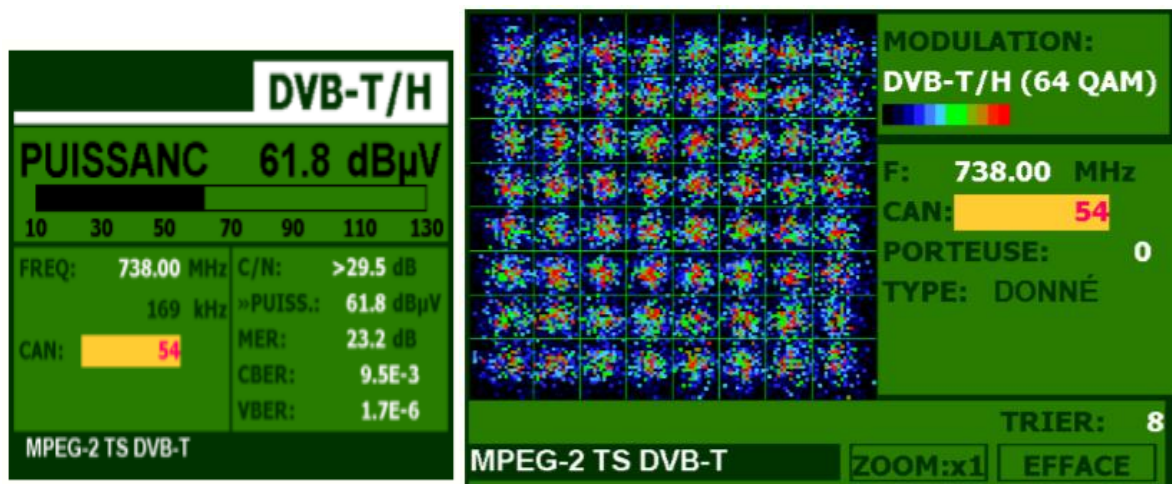 DVB-T/H
PUISSANC 61.8 dBµV
10 30 50 70 90 110 130
FREQ: 738.00 MHz
169 kHz
CAN: 54
C/N: >29.5 dB
»PUISS.: 61.8 dBµV
MER: 23.2 dB
CBER: 9.5E-3
VBER: 1.7E-6
MPEG-2 TS DVB-T
MODULATION:
DVB-T/H (64 QAM)
F: 738.00 MHz
CAN: 54
PORTEUSE: 0
TYPE: DONNÉ
TRIER: 8
MPEG-2 TS DVB-T ZOOM:x1 EFFACE